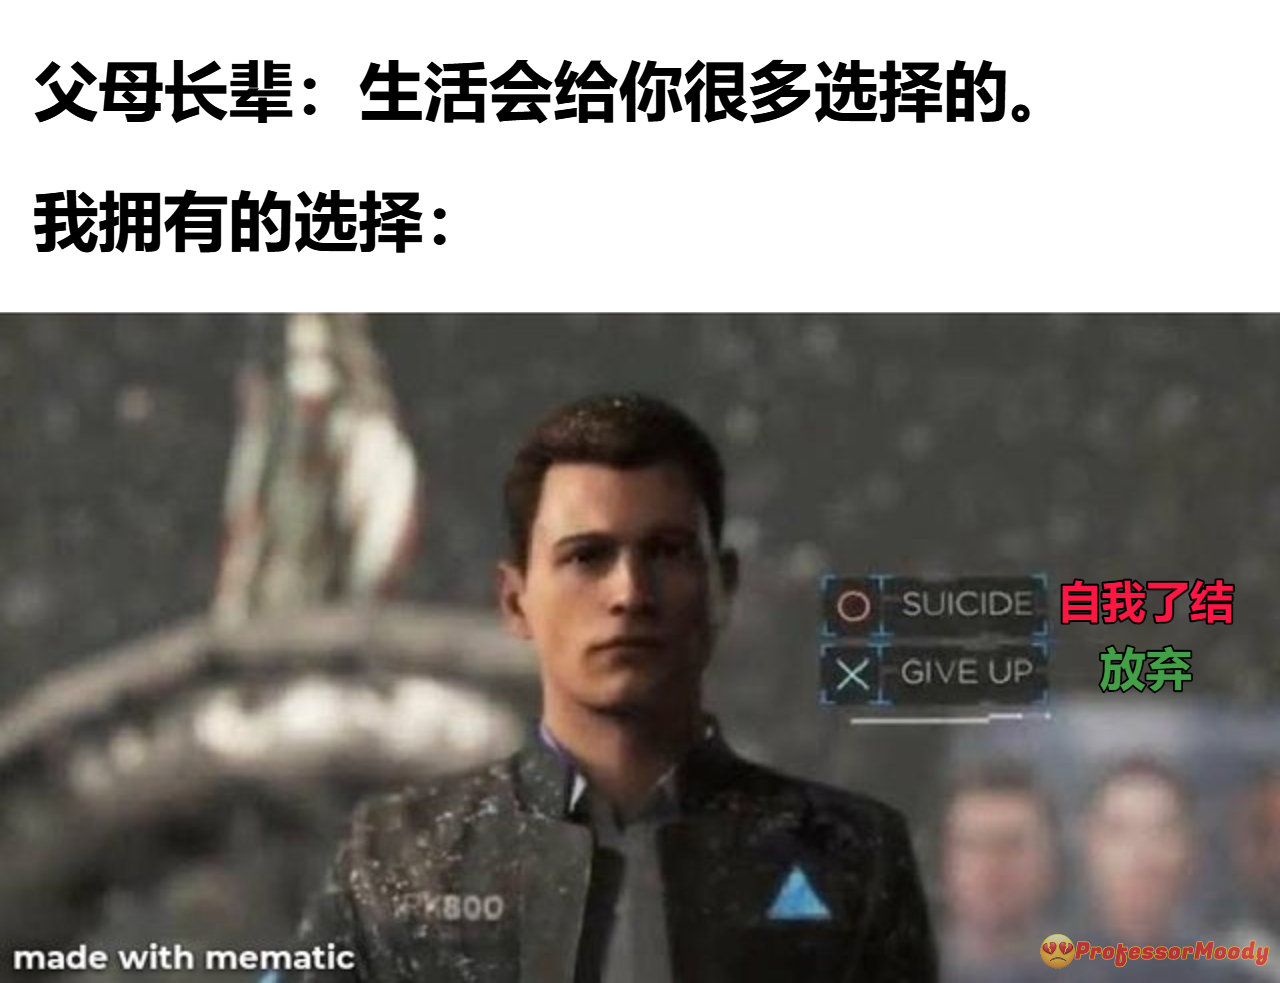 父母长辈：生活会给你很多选择的。
我拥有的选择：
SUICIDE 自我了结
GIVE UP 放弃
RK800
made with mematic
ProfessorMoody